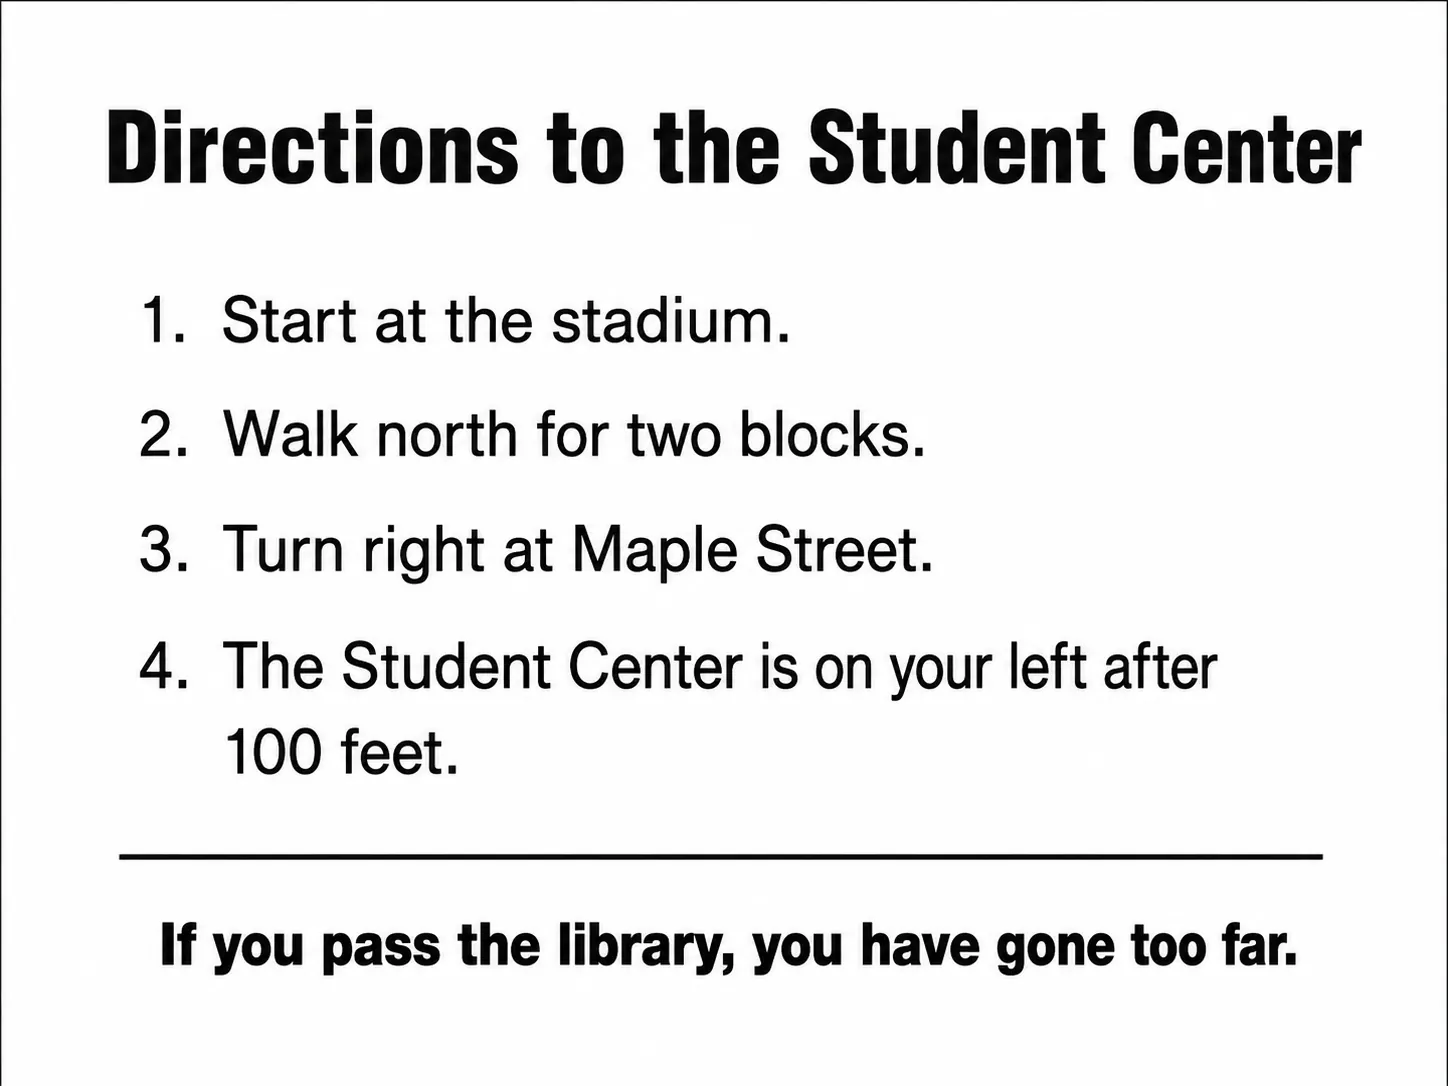 Directions to the Student Center
1. Start at the stadium.
2. Walk north for two blocks.
3. Turn right at Maple Street.
4. The Student Center is on your left after
100 feet.
If you pass the library, you have gone too far.